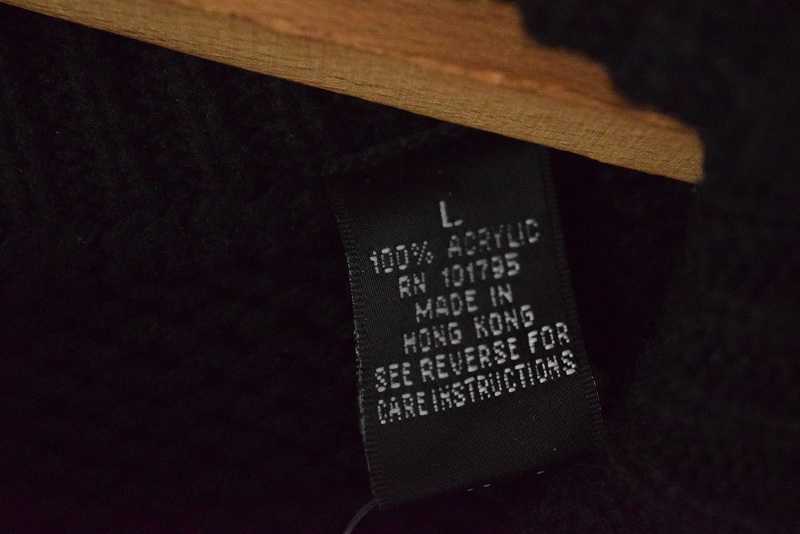 L
100% ACRYLIC
RN 101795
MADE IN
HONG KONG
SEE REVERSE FOR
CARE INSTRUCTIONS